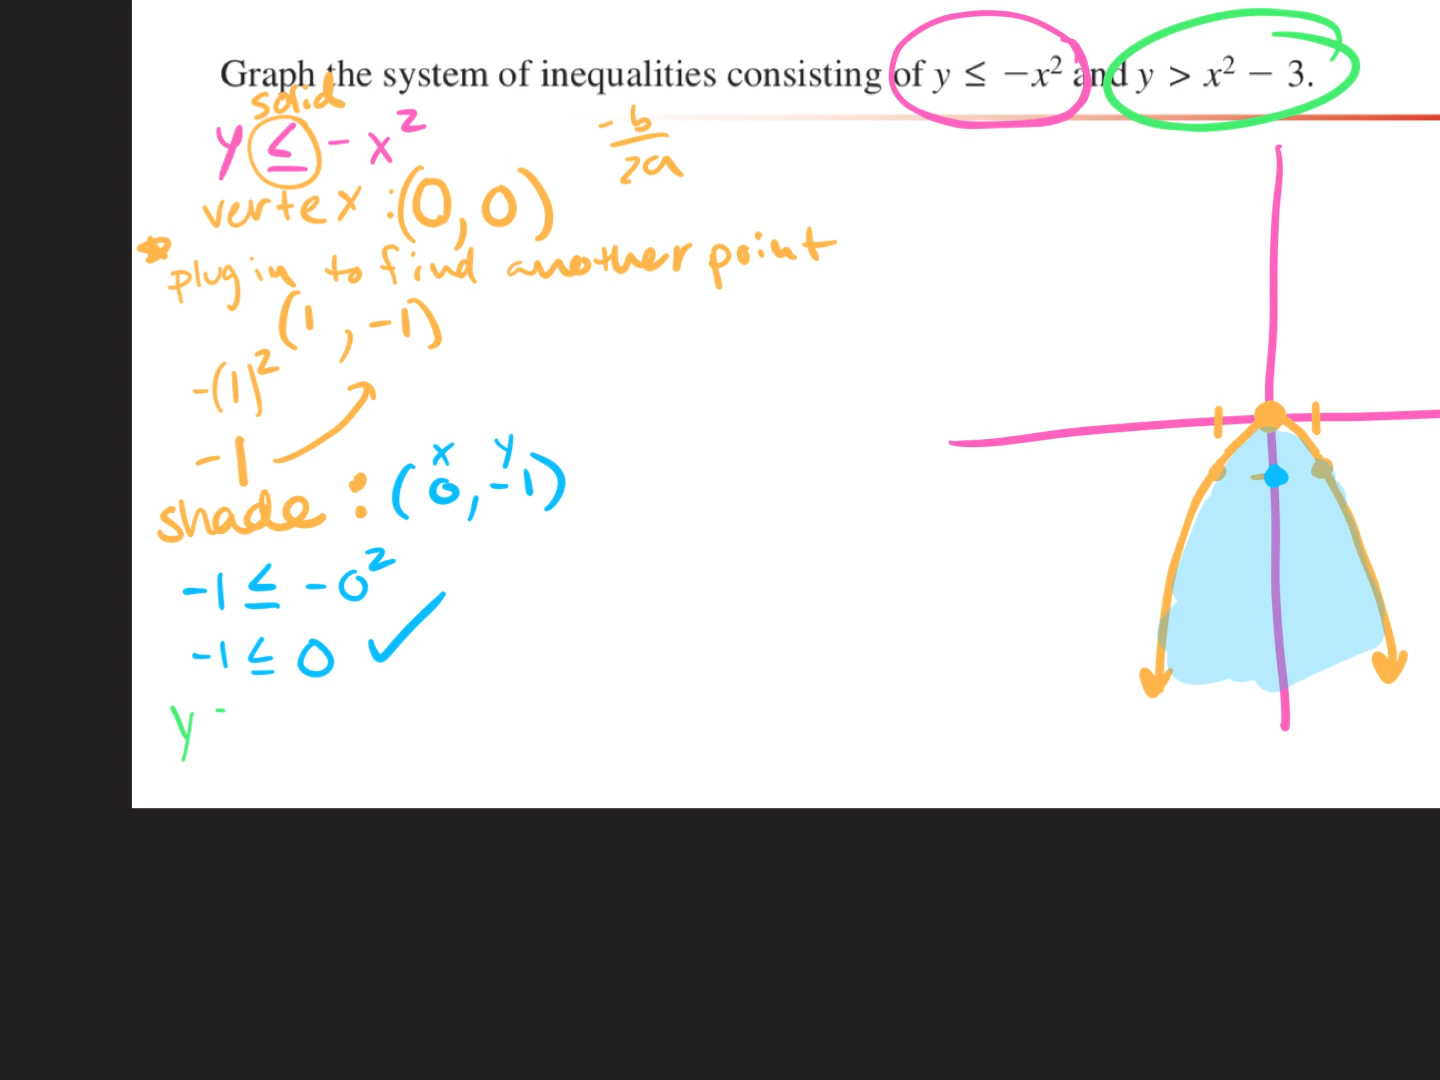 Graph the system of inequalities consisting of y ≤ −x² and y > x² − 3.
solid
y ≤ - x²
-b
2a
vertex : (0, 0)
* plug in to find another point
(1, -1)
-(1)²
-1
x y
shade : (0, -1)
-1 ≤ -0²
-1 ≤ 0 ✓
y -